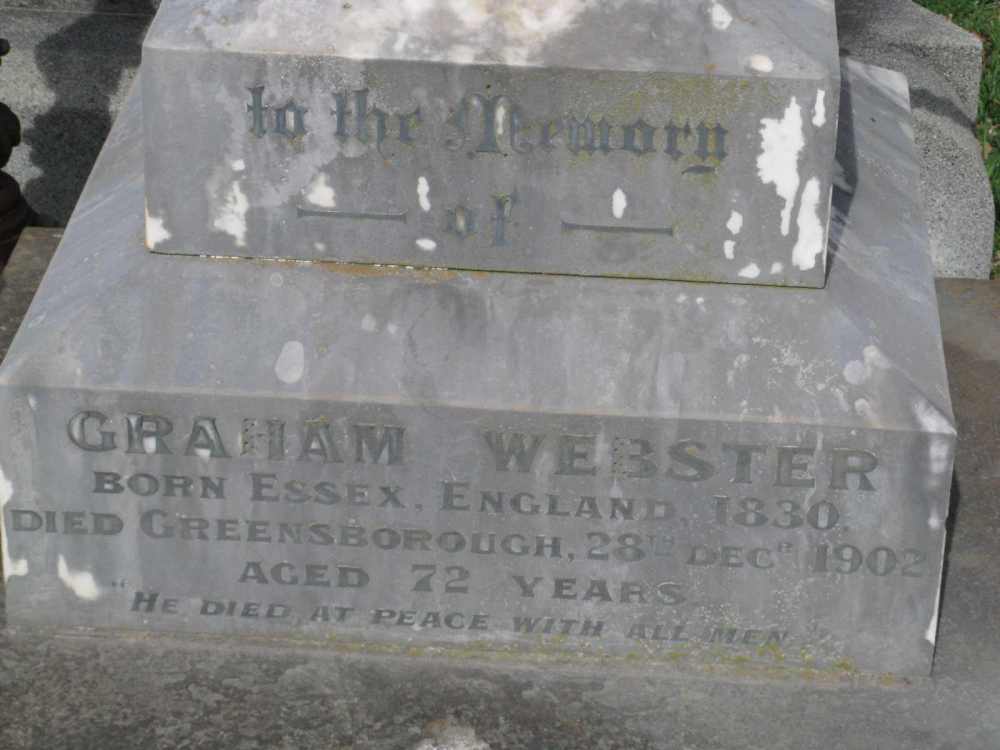 to the Memory
of
GRAHAM WEBSTER
BORN ESSEX, ENGLAND, 1830.
DIED GREENSBOROUGH, 28TH DECR 1902
AGED 72 YEARS
"HE DIED, AT PEACE WITH ALL MEN."